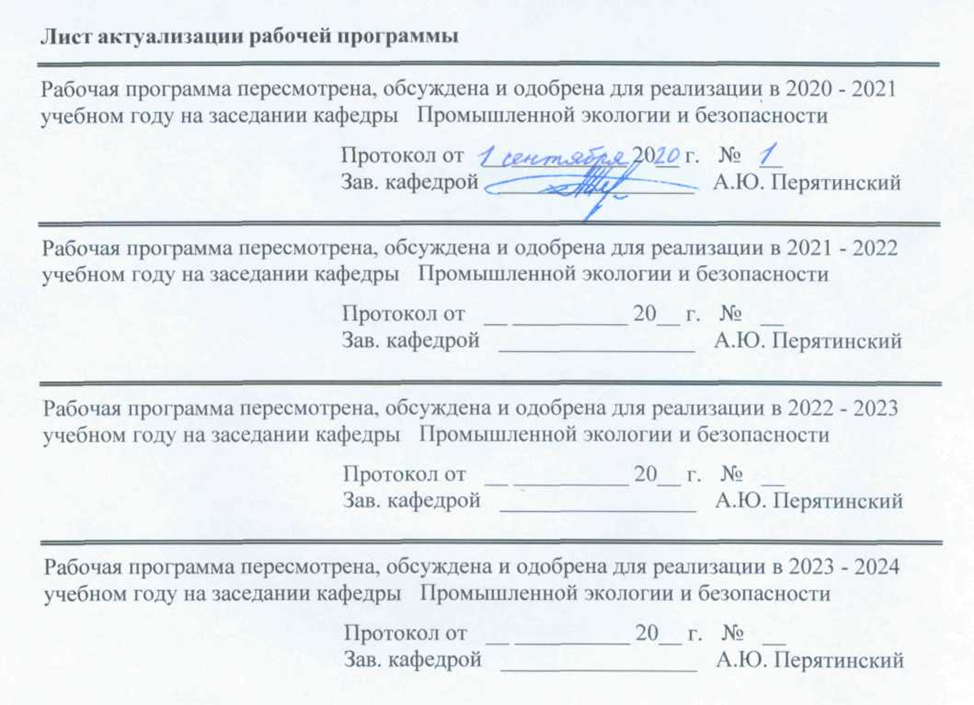 Лист актуализации рабочей программы
Рабочая программа пересмотрена, обсуждена и одобрена для реализации в 2020 - 2021
учебном году на заседании кафедры Промышленной экологии и безопасности
Протокол от 1 сентября 2020 г. № 1
Зав. кафедрой А.Ю. Перятинский
Рабочая программа пересмотрена, обсуждена и одобрена для реализации в 2021 - 2022
учебном году на заседании кафедры Промышленной экологии и безопасности
Протокол от __ __________ 20__ г. № __
Зав. кафедрой _________________ А.Ю. Перятинский
Рабочая программа пересмотрена, обсуждена и одобрена для реализации в 2022 - 2023
учебном году на заседании кафедры Промышленной экологии и безопасности
Протокол от __ __________ 20__ г. № __
Зав. кафедрой _________________ А.Ю. Перятинский
Рабочая программа пересмотрена, обсуждена и одобрена для реализации в 2023 - 2024
учебном году на заседании кафедры Промышленной экологии и безопасности
Протокол от __ __________ 20__ г. № __
Зав. кафедрой _________________ А.Ю. Перятинский